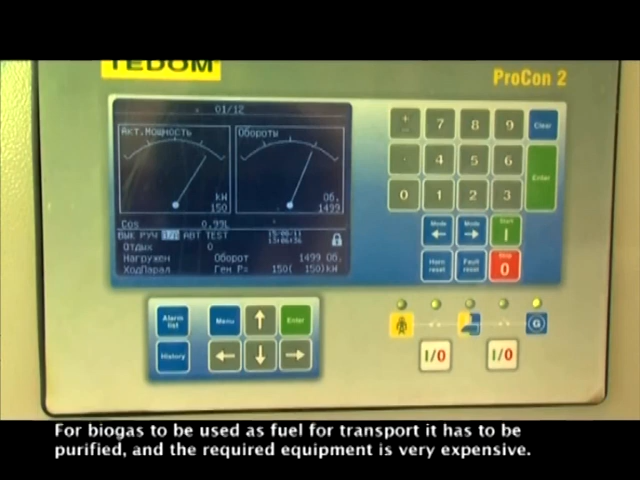 TEDOM
ProCon 2
01/12
Акт.Мощность
Обороты
kW
150
Об.
1499
Cos 0.99L
ВЫК РУЧ АВТ TEST
Отдых 0
Нагружен Оборот 1499 Об.
ХодПарал Ген P= 150( 150)kW
+ 7 8 9 Clear
4 5 6 Enter
0 1 2 3
Mode Mode Start
I
Horn reset Fault reset Stop
0
Alarm list Menu Enter
History
G
I/O I/O
For biogas to be used as fuel for transport it has to be
purified, and the required equipment is very expensive.